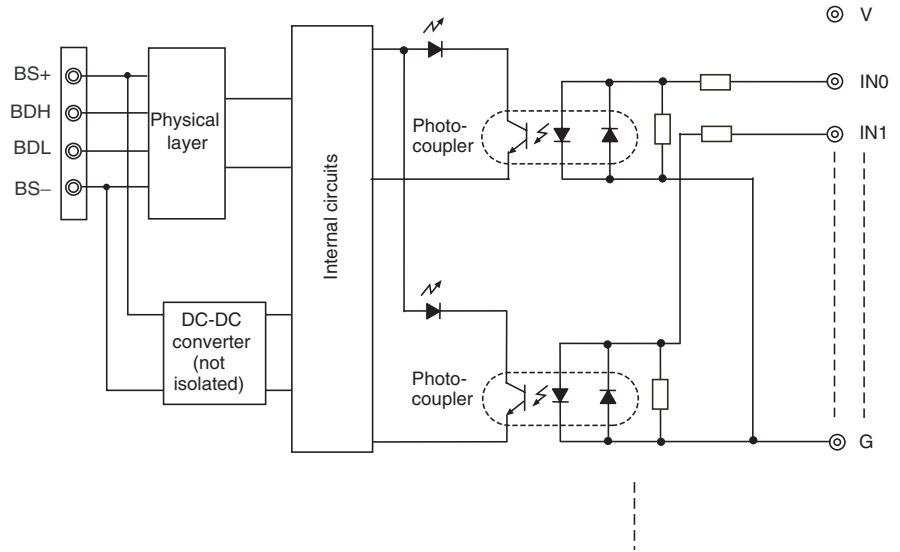 V
BS+
BDH
BDL
BS−
Physical
layer
Internal circuits
Photo-
coupler
IN0
IN1
DC-DC
converter
(not
isolated)
Photo-
coupler
G